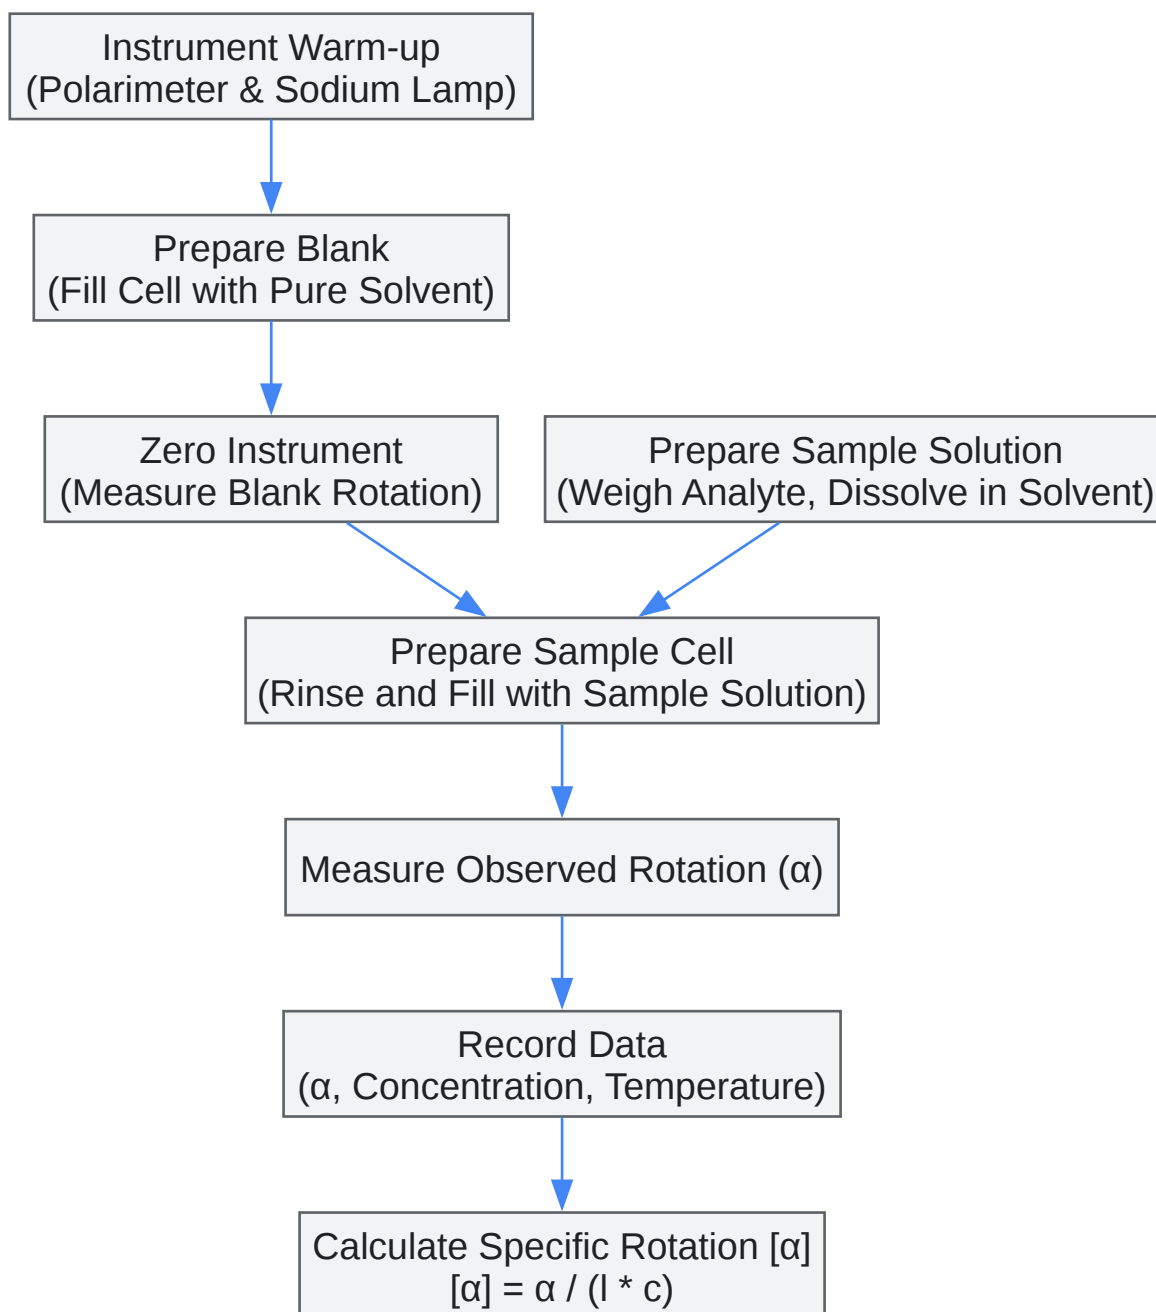 Instrument Warm-up
(Polarimeter & Sodium Lamp)
Prepare Blank
(Fill Cell with Pure Solvent)
Zero Instrument
(Measure Blank Rotation)
Prepare Sample Solution
(Weigh Analyte, Dissolve in Solvent)
Prepare Sample Cell
(Rinse and Fill with Sample Solution)
Measure Observed Rotation (α)
Record Data
(α, Concentration, Temperature)
Calculate Specific Rotation [α]
[α] = α / (l * c)